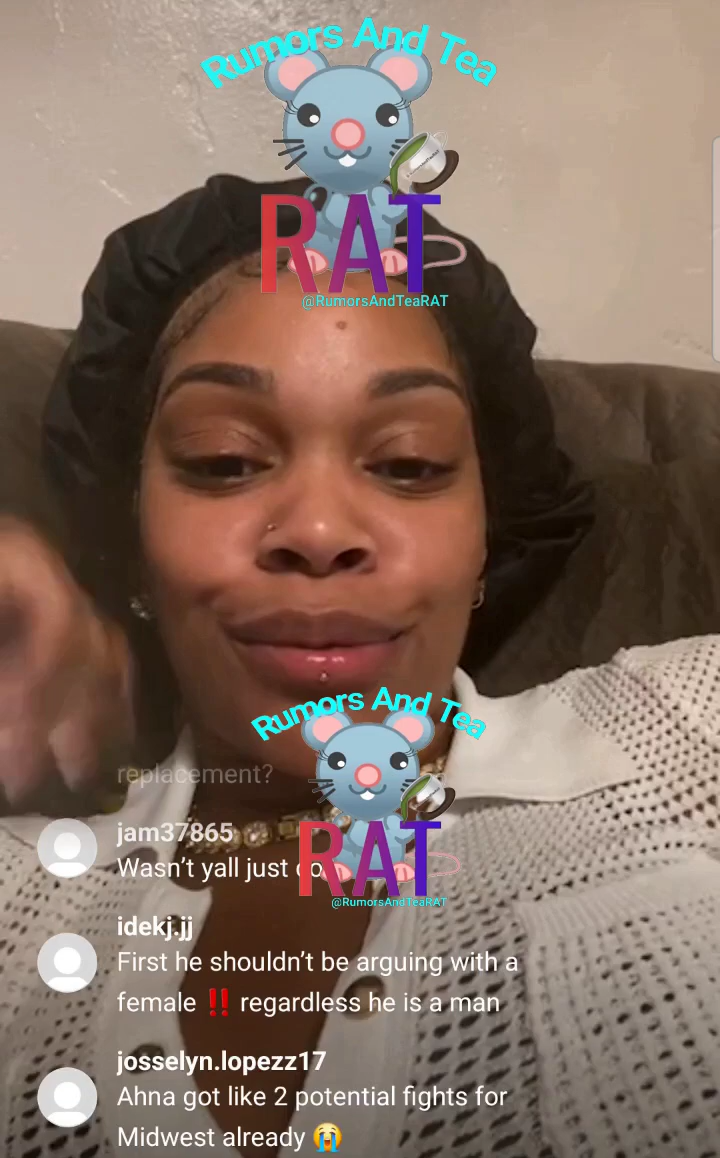 Rumors And Tea
RAT
@RumorsAndTeaRAT
Rumors And Tea
RAT
@RumorsAndTeaRAT
replacement?
jam37865
Wasn't yall just
idekj.jj
First he shouldn't be arguing with a
female ‼️ regardless he is a man
josselyn.lopezz17
Ahna got like 2 potential fights for
Midwest already 😭